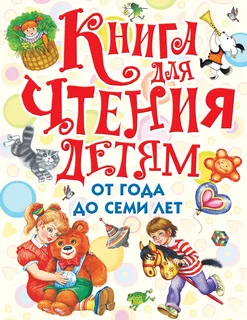 Книга
для
чтения
детям
от года
до семи лет